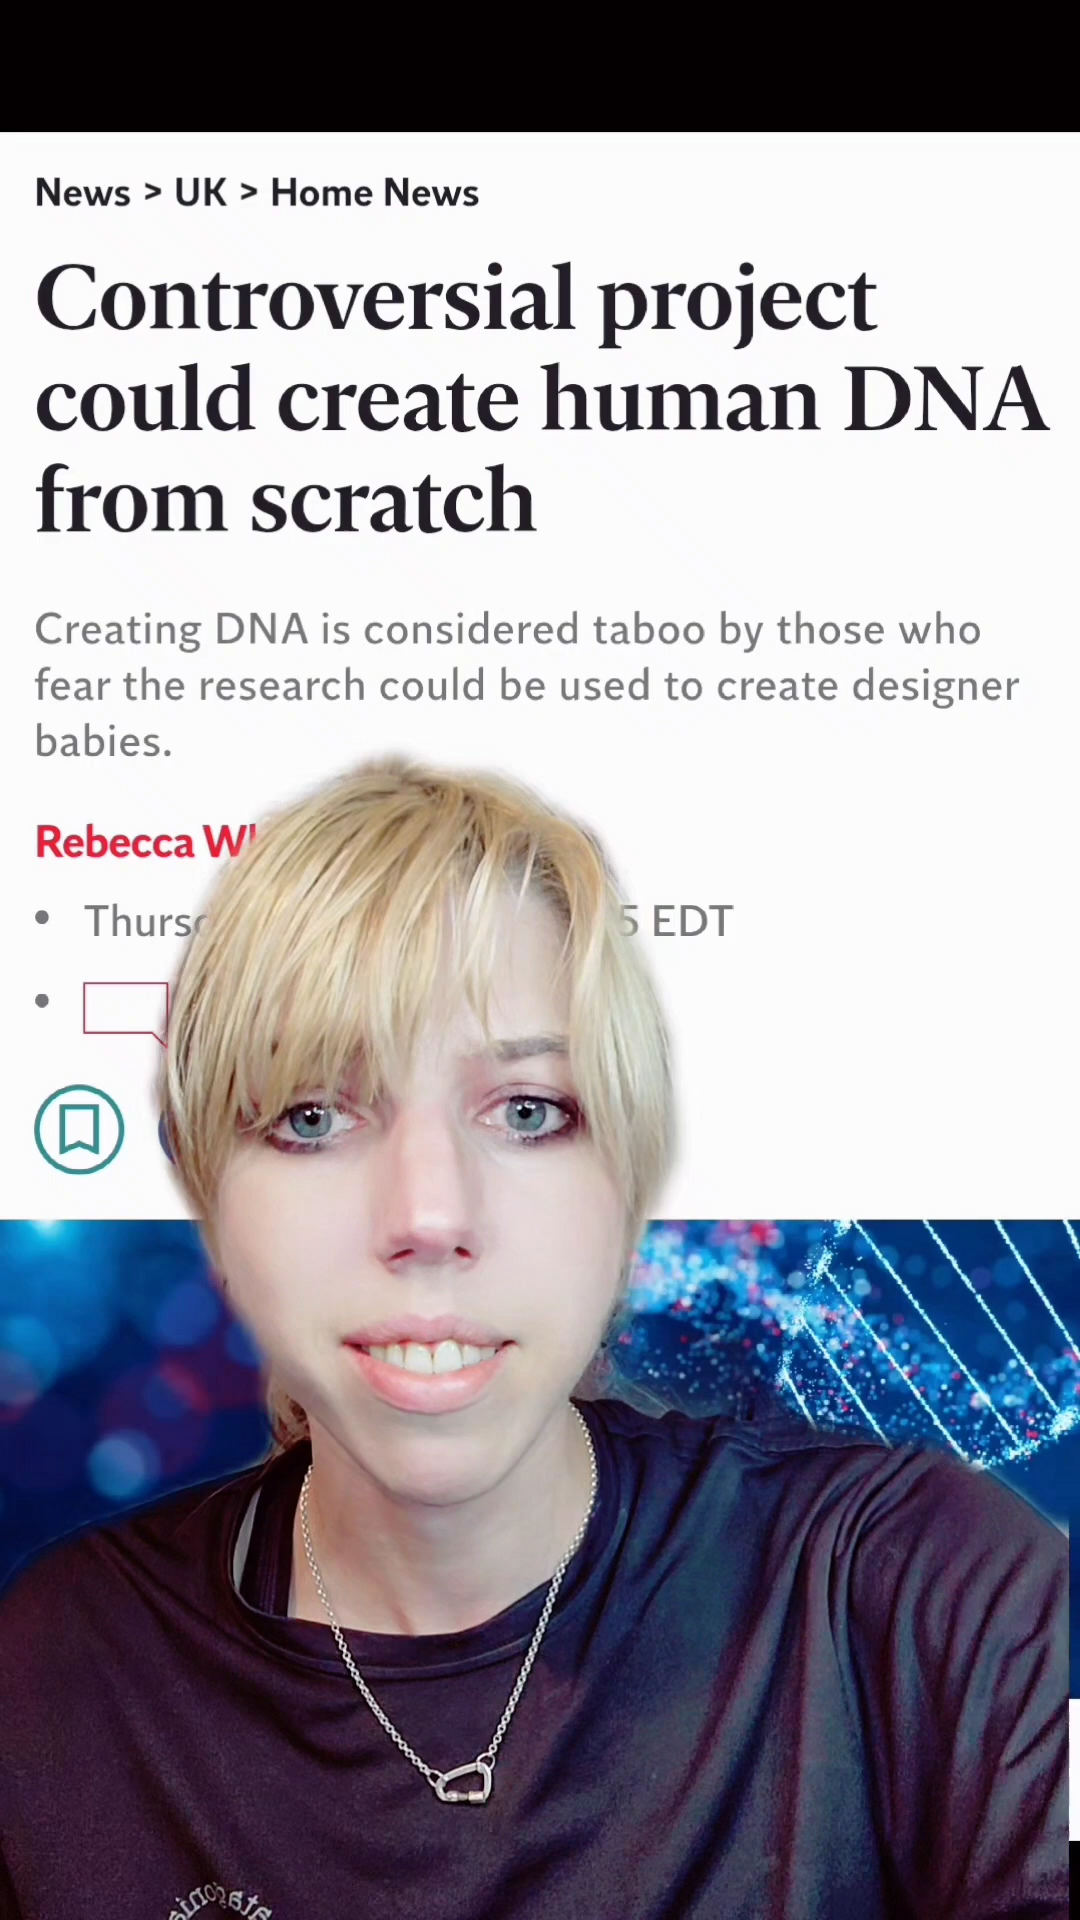 News > UK > Home News
Controversial project
could create human DNA
from scratch
Creating DNA is considered taboo by those who
fear the research could be used to create designer
babies.
Rebecca
5 EDT